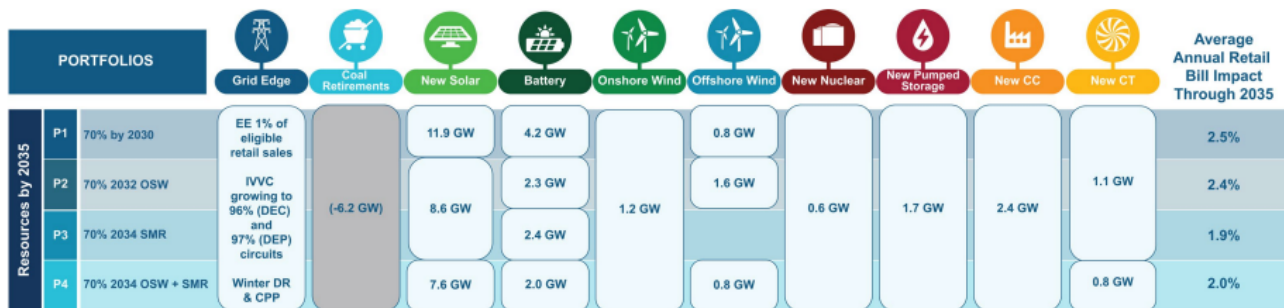 PORTFOLIOS
Grid Edge
Coal
Retirements
New Solar
Battery
Onshore Wind
Offshore Wind
New Nuclear
New Pumped
Storage
New CC
New CT
Average
Annual Retail
Bill Impact
Through 2035
Resources by 2035
P1
70% by 2030
EE 1% of
eligible
retail sales
11.9 GW
4.2 GW
0.8 GW
2.5%
P2
70% 2032 OSW
IVVC
growing to
96% (DEC)
and
97% (DEP)
circuits
(-6.2 GW)
8.6 GW
2.3 GW
1.2 GW
1.6 GW
0.6 GW
1.7 GW
2.4 GW
1.1 GW
2.4%
P3
70% 2034 SMR
2.4 GW
1.9%
P4
70% 2034 OSW + SMR
Winter DR
& CPP
7.6 GW
2.0 GW
0.8 GW
0.8 GW
2.0%